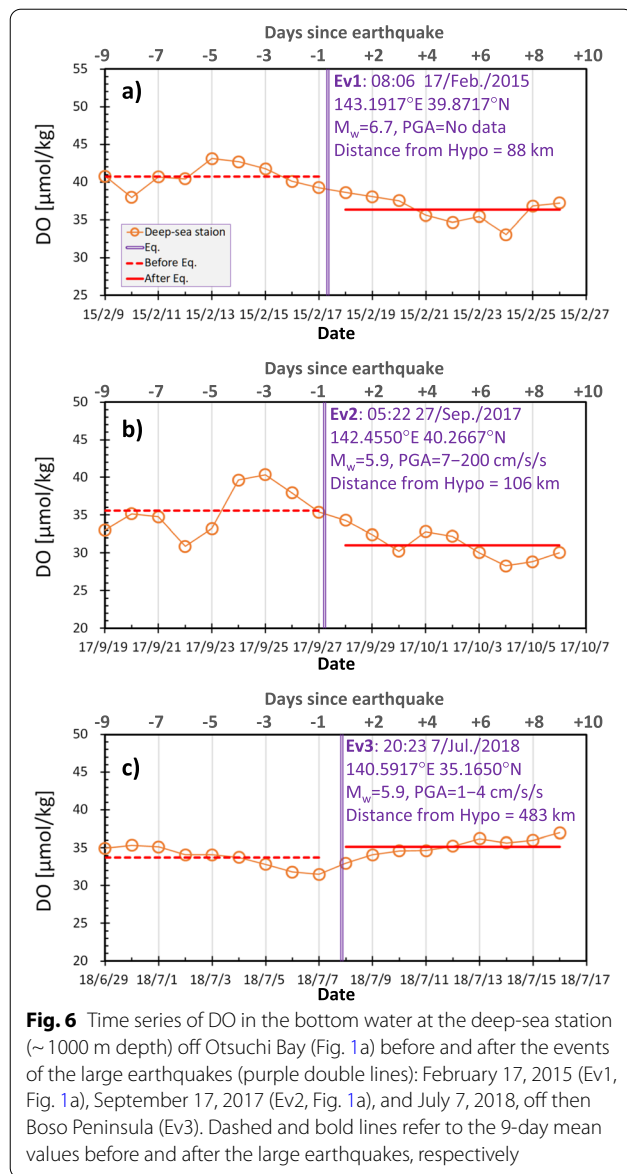 Days since earthquake
-9 -7 -5 -3 -1 +2 +4 +6 +8 +10
a)
Ev1: 08:06 17/Feb./2015
143.1917°E 39.8717°N
Mw=6.7, PGA=No data
Distance from Hypo = 88 km
DO [µmol/kg]
55
50
45
40
35
30
25
Deep-sea staion
Eq.
Before Eq.
After Eq.
15/2/9 15/2/11 15/2/13 15/2/15 15/2/17 15/2/19 15/2/21 15/2/23 15/2/25 15/2/27
Date
Days since earthquake
-9 -7 -5 -3 -1 +2 +4 +6 +8 +10
b)
Ev2: 05:22 27/Sep./2017
142.4550°E 40.2667°N
Mw=5.9, PGA=7−200 cm/s/s
Distance from Hypo = 106 km
DO [µmol/kg]
50
45
40
35
30
25
20
17/9/19 17/9/21 17/9/23 17/9/25 17/9/27 17/9/29 17/10/1 17/10/3 17/10/5 17/10/7
Date
Days since earthquake
-9 -7 -5 -3 -1 +2 +4 +6 +8 +10
c)
Ev3: 20:23 7/Jul./2018
140.5917°E 35.1650°N
Mw=5.9, PGA=1−4 cm/s/s
Distance from Hypo = 483 km
DO [µmol/kg]
50
45
40
35
30
25
20
18/6/29 18/7/1 18/7/3 18/7/5 18/7/7 18/7/9 18/7/11 18/7/13 18/7/15 18/7/17
Date
Fig. 6 Time series of DO in the bottom water at the deep-sea station
(~ 1000 m depth) off Otsuchi Bay (Fig. 1a) before and after the events
of the large earthquakes (purple double lines): February 17, 2015 (Ev1,
Fig. 1a), September 17, 2017 (Ev2, Fig. 1a), and July 7, 2018, off then
Boso Peninsula (Ev3). Dashed and bold lines refer to the 9-day mean
values before and after the large earthquakes, respectively